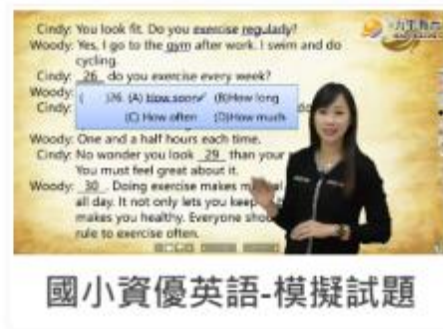 Cindy: You look fit. Do you exercise regularly?
Woody: Yes, I go to the gym after work. I swim and do
cycling.
Cindy: 26 do you exercise every week?
Woody:
( )26. (A) How soon (B)How long
Cindy: do
(C) How often (D)How much
Woody: One and a half hours each time.
Cindy: No wonder you look 29 than your
You must feel great about it.
Woody: 30 . Doing exercise makes m
all day. It not only lets you keep
makes you healthy. Everyone shou
rule to exercise often.
國小資優英語-模擬試題